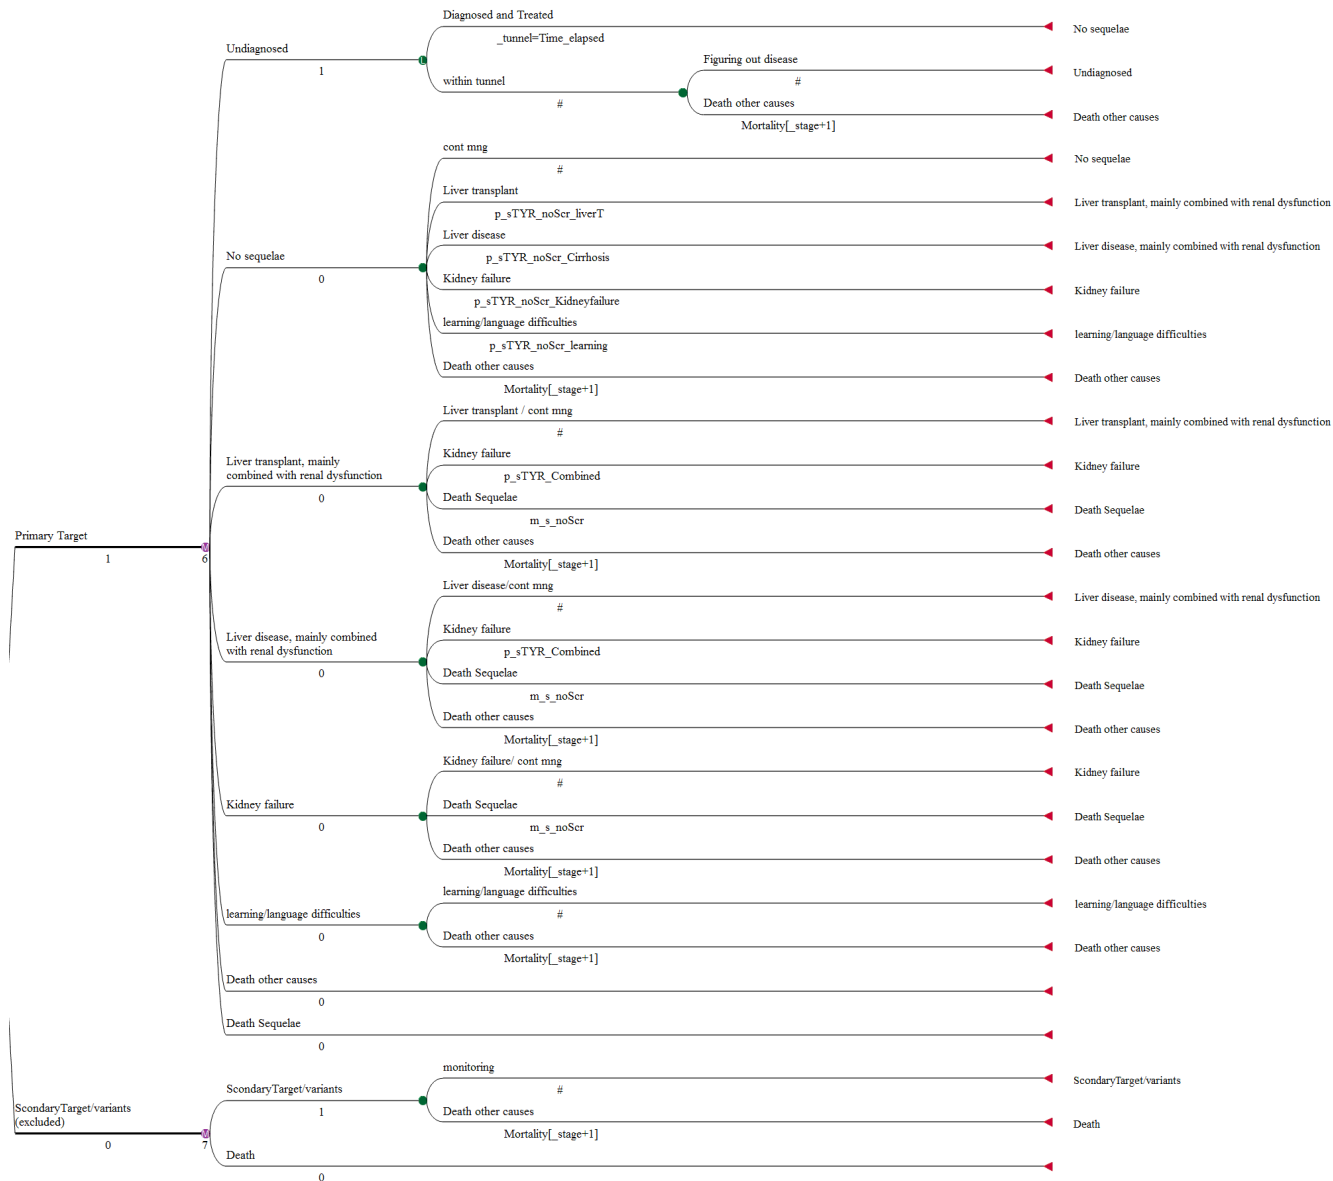 Diagnosed and Treated
No sequelae
_tunnel=Time_elapsed
Undiagnosed
1
Figuring out disease
Undiagnosed
#
within tunnel
#
Death other causes
Death other causes
Mortality[_stage+1]
cont mng
No sequelae
#
Liver transplant
Liver transplant, mainly combined with renal dysfunction
p_sTYR_noScr_liverT
Liver disease
Liver disease, mainly combined with renal dysfunction
p_sTYR_noScr_Cirrhosis
No sequelae
0
Kidney failure
Kidney failure
p_sTYR_noScr_Kidneyfailure
learning/language difficulties
learning/language difficulties
p_sTYR_noScr_learning
Death other causes
Death other causes
Mortality[_stage+1]
Liver transplant / cont mng
Liver transplant, mainly combined with renal dysfunction
#
Kidney failure
Kidney failure
p_sTYR_Combined
Liver transplant, mainly
combined with renal dysfunction
0
Death Sequelae
Death Sequelae
m_s_noScr
Death other causes
Death other causes
Mortality[_stage+1]
Primary Target
1
6
Liver disease/cont mng
Liver disease, mainly combined with renal dysfunction
#
Kidney failure
Kidney failure
p_sTYR_Combined
Liver disease, mainly combined
with renal dysfunction
0
Death Sequelae
Death Sequelae
m_s_noScr
Death other causes
Death other causes
Mortality[_stage+1]
Kidney failure/ cont mng
Kidney failure
#
Kidney failure
0
Death Sequelae
Death Sequelae
m_s_noScr
Death other causes
Death other causes
Mortality[_stage+1]
learning/language difficulties
learning/language difficulties
#
learning/language difficulties
0
Death other causes
Death other causes
Mortality[_stage+1]
Death other causes
0
Death Sequelae
0
monitoring
ScondaryTarget/variants
#
ScondaryTarget/variants
1
Death other causes
Death
Mortality[_stage+1]
ScondaryTarget/variants
(excluded)
0
7
Death
0